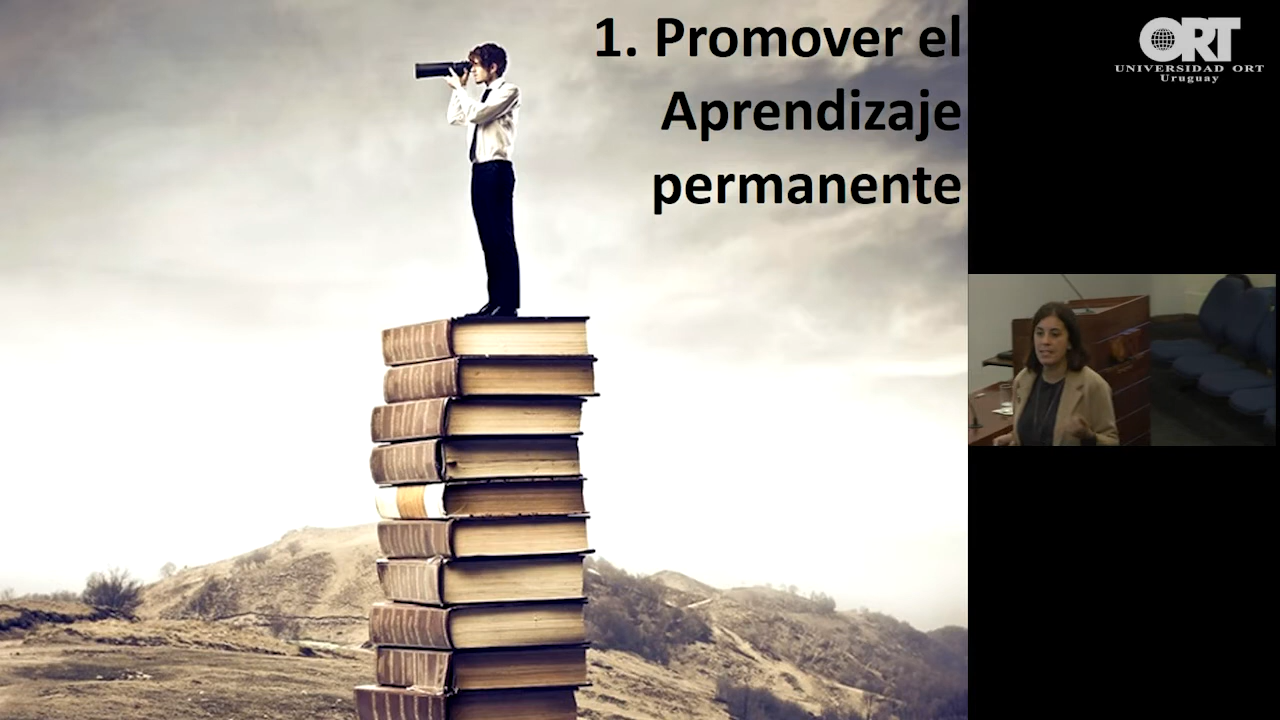 1. Promover el
Aprendizaje
permanente
ORT
UNIVERSIDAD ORT
Uruguay